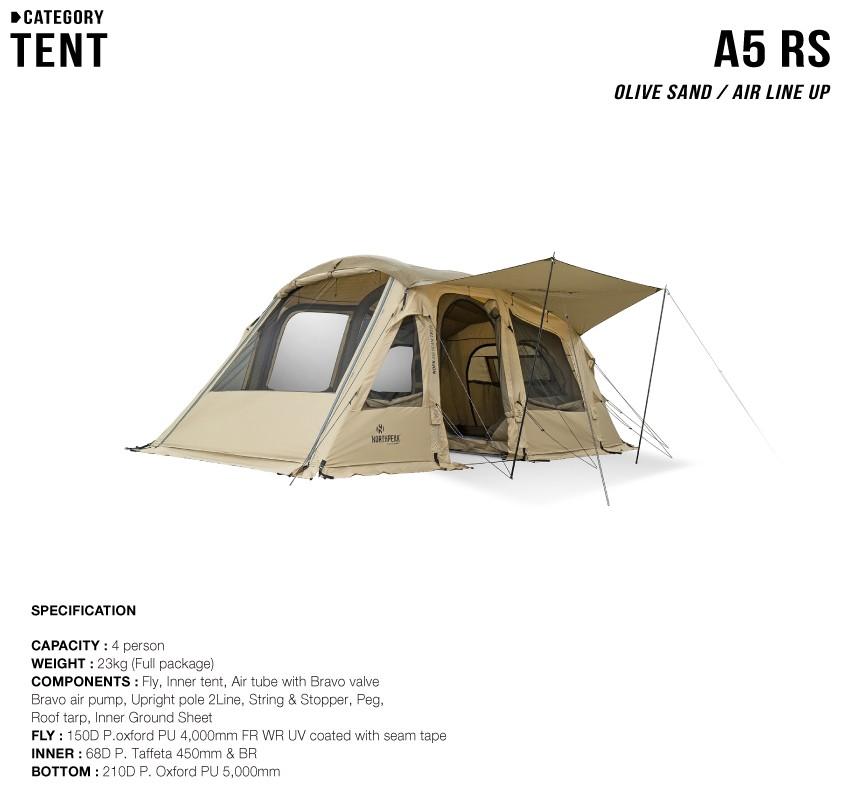 CATEGORY
TENT
A5 RS
OLIVE SAND / AIR LINE UP
NORTHPEAK
SPECIFICATION
CAPACITY : 4 person
WEIGHT : 23kg (Full package)
COMPONENTS : Fly, Inner tent, Air tube with Bravo valve
Bravo air pump, Upright pole 2Line, String & Stopper, Peg,
Roof tarp, Inner Ground Sheet
FLY : 150D P.oxford PU 4,000mm FR WR UV coated with seam tape
INNER : 68D P. Taffeta 450mm & BR
BOTTOM : 210D P. Oxford PU 5,000mm